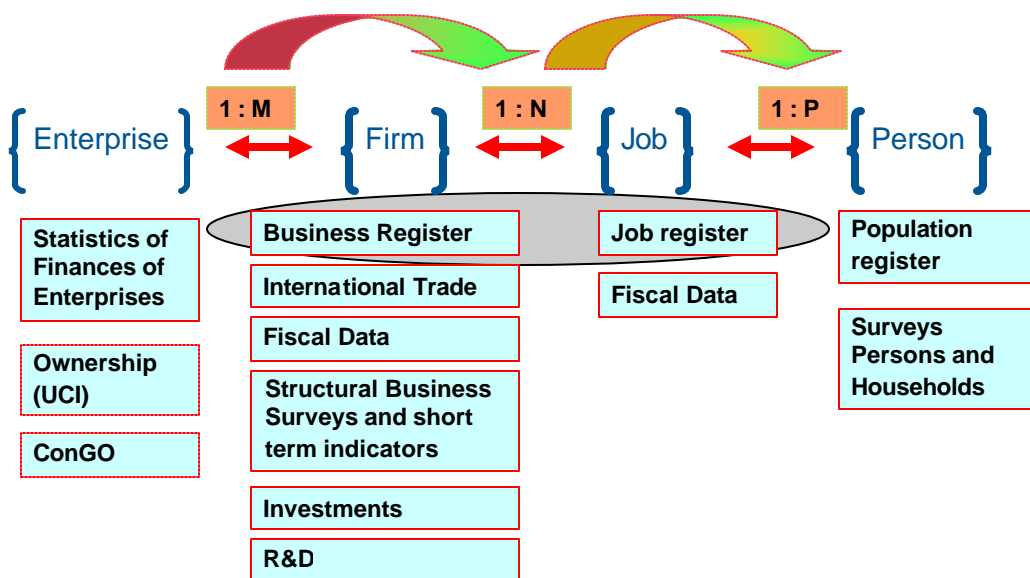 1 : M
1 : N
1 : P
{ Enterprise }
{ Firm }
{ Job }
{ Person }
Statistics of
Finances of
Enterprises
Ownership
(UCI)
ConGO
Business Register
International Trade
Fiscal Data
Structural Business
Surveys and short
term indicators
Investments
R&D
Job register
Fiscal Data
Population
register
Surveys
Persons and
Households